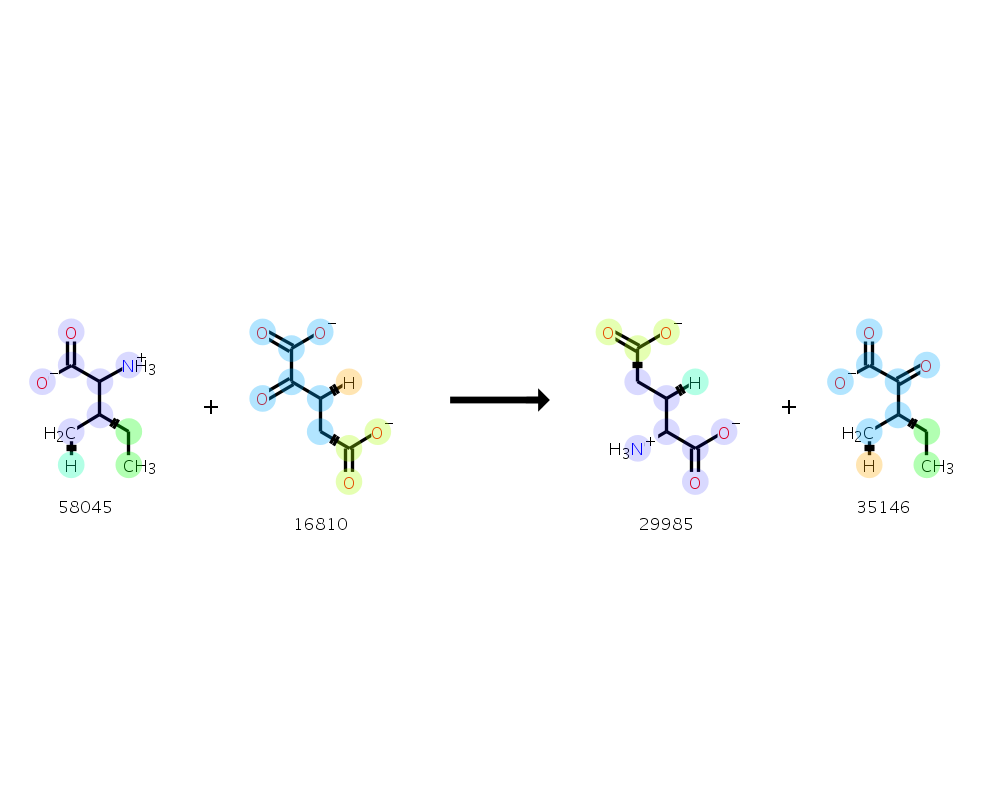 O O O⁻ O O O⁻ O
O⁻ NH₃⁺ O H H O⁻ O
H₂C O⁻ H₃N⁺ O⁻ H₂C
H CH₃ O O H CH₃
+ + 
58045 16810 29985 35146